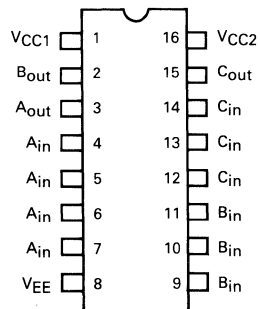 VCC1 1 16 VCC2
Bout 2 15 Cout
Aout 3 14 Cin
Ain 4 13 Cin
Ain 5 12 Cin
Ain 6 11 Bin
Ain 7 10 Bin
VEE 8 9 Bin